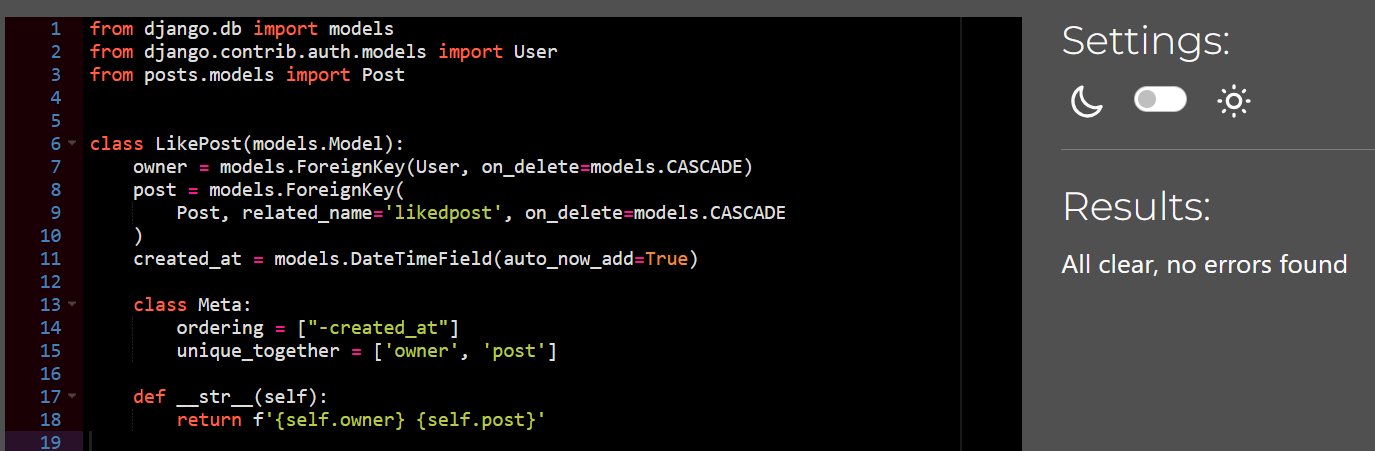 1 from django.db import models
2 from django.contrib.auth.models import User
3 from posts.models import Post
4
5
6 class LikePost(models.Model):
7     owner = models.ForeignKey(User, on_delete=models.CASCADE)
8     post = models.ForeignKey(
9         Post, related_name='likedpost', on_delete=models.CASCADE
10     )
11     created_at = models.DateTimeField(auto_now_add=True)
12
13     class Meta:
14         ordering = ["-created_at"]
15         unique_together = ['owner', 'post']
16
17     def __str__(self):
18         return f'{self.owner} {self.post}'
19
Settings:
Results:
All clear, no errors found